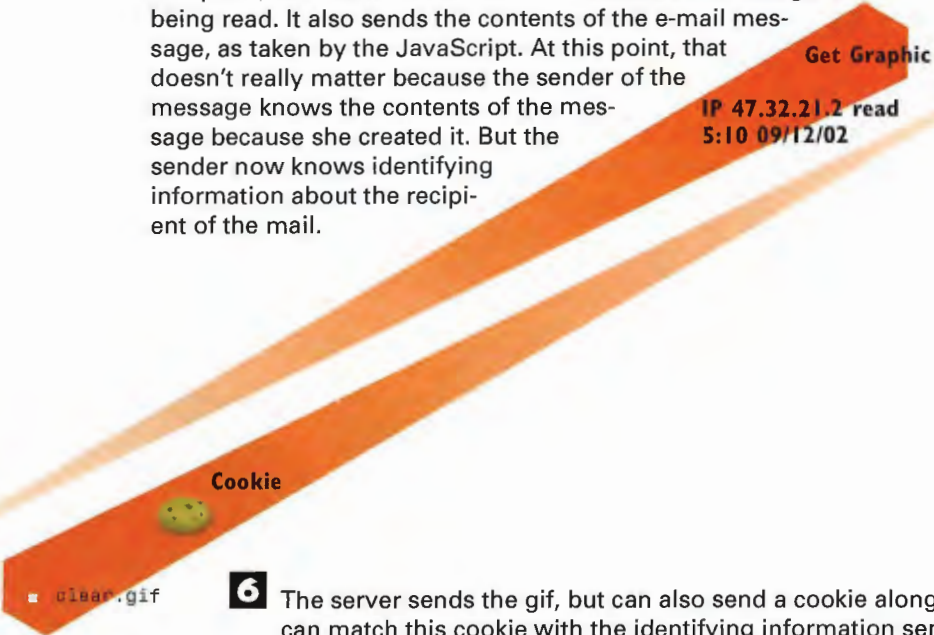 being read. It also sends the contents of the e-mail mes-
sage, as taken by the JavaScript. At this point, that
doesn't really matter because the sender of the
message knows the contents of the mes-
sage because she created it. But the
sender now knows identifying
information about the recipi-
ent of the mail.
Get Graphic
IP 47.32.21.2 read
5:10 09/12/02
Cookie
clear.gif
6 The server sends the gif, but can also send a cookie along